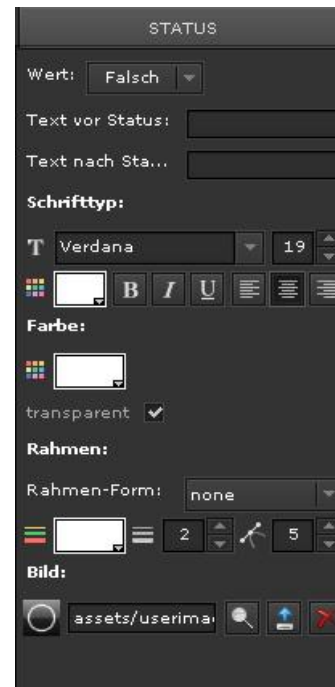 STATUS
Wert: Falsch
Text vor Status:
Text nach Sta...
Schrifttyp:
T Verdana 19
B I U
Farbe:
transparent
Rahmen:
Rahmen-Form: none
2 5
Bild:
assets/userima